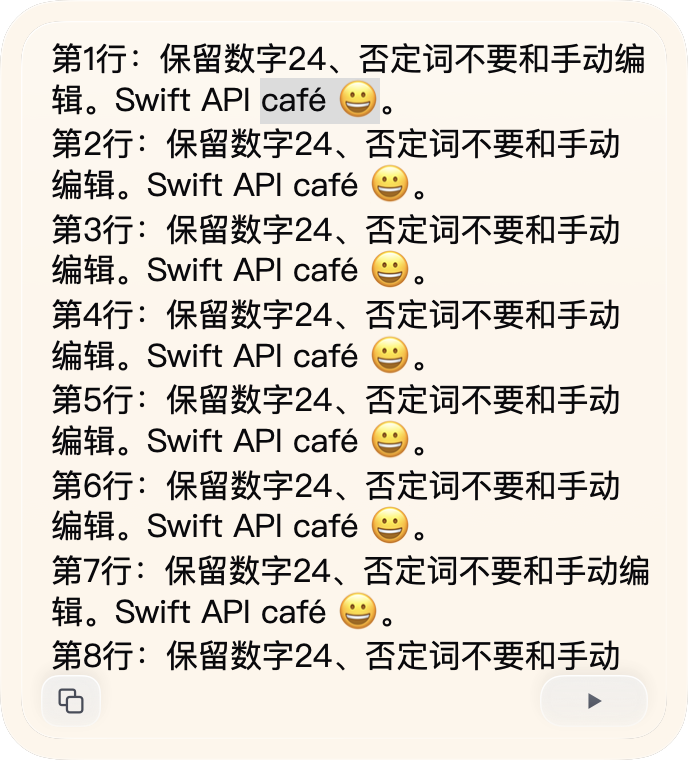 第1行：保留数字24、否定词不要和手动编
辑。Swift API café 😀。
第2行：保留数字24、否定词不要和手动
编辑。Swift API café 😀。
第3行：保留数字24、否定词不要和手动
编辑。Swift API café 😀。
第4行：保留数字24、否定词不要和手动
编辑。Swift API café 😀。
第5行：保留数字24、否定词不要和手动
编辑。Swift API café 😀。
第6行：保留数字24、否定词不要和手动
编辑。Swift API café 😀。
第7行：保留数字24、否定词不要和手动编
辑。Swift API café 😀。
第8行：保留数字24、否定词不要和手动